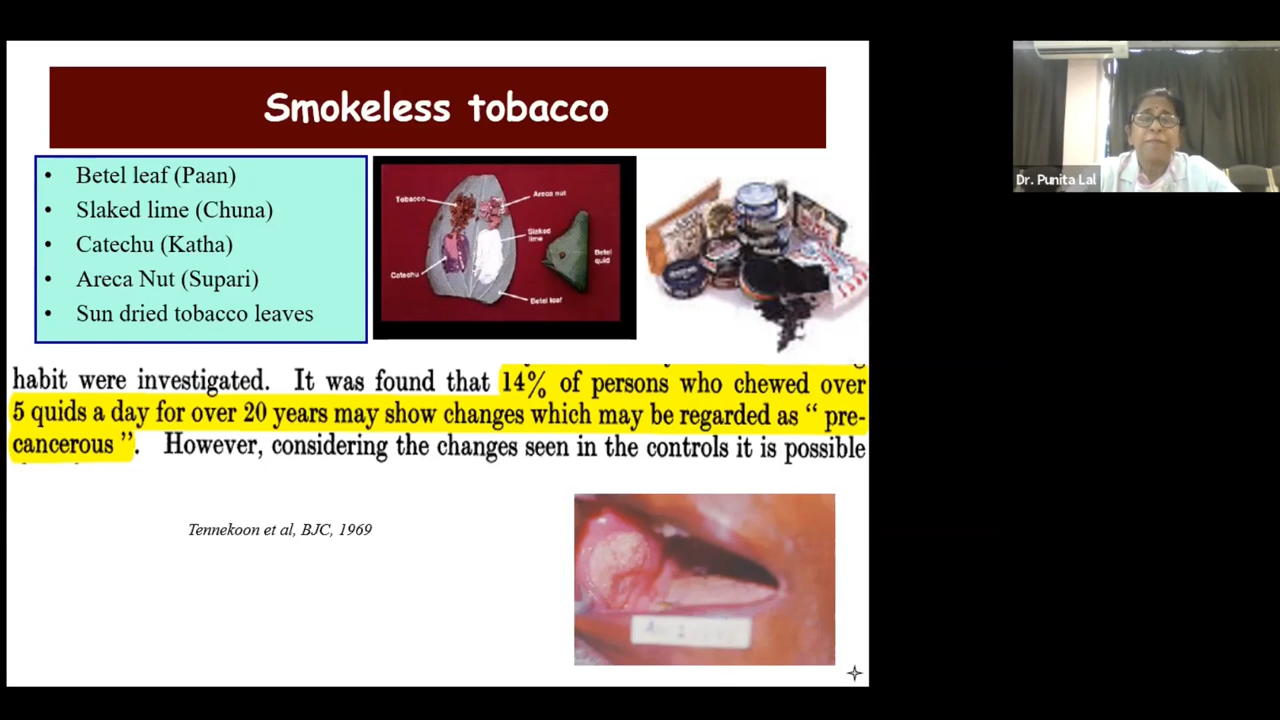 Smokeless tobacco
• Betel leaf (Paan)
• Slaked lime (Chuna)
• Catechu (Katha)
• Areca Nut (Supari)
• Sun dried tobacco leaves
Tobacco
Areca nut
Slaked
lime
Betel
quid
Catechu
Betel leaf
habit were investigated. It was found that 14% of persons who chewed over
5 quids a day for over 20 years may show changes which may be regarded as “ pre-
cancerous ”. However, considering the changes seen in the controls it is possible
Tennekoon et al, BJC, 1969
Dr. Punita Lal